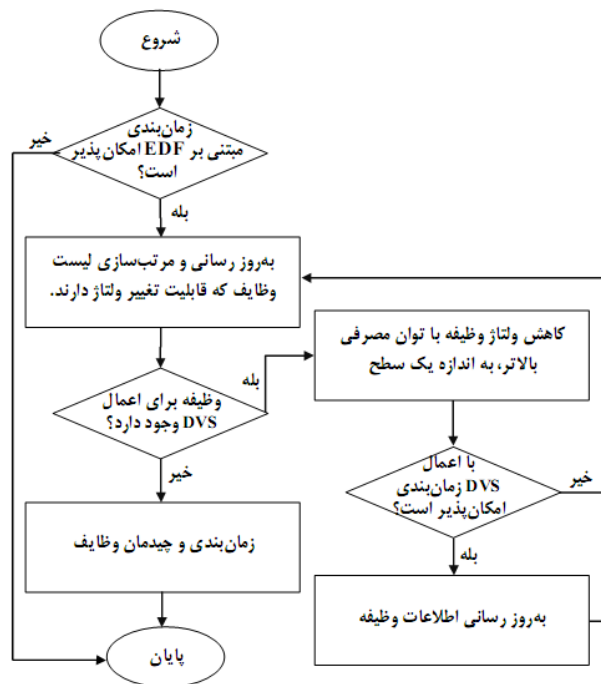 شروع
زمان‌بندی
مبتنی بر EDF امکان پذیر
است؟
خیر
بله
به‌روز رسانی و مرتب‌سازی لیست
وظایف که قابلیت تغییر ولتاژ دارند.
وظیفه برای اعمال
DVS وجود دارد؟
بله
خیر
کاهش ولتاژ وظیفه با توان مصرفی
بالاتر، به اندازه یک سطح
با اعمال
DVS زمان‌بندی
امکان‌پذیر است؟
خیر
بله
به‌روز رسانی اطلاعات وظیفه
زمان‌بندی و چیدمان وظایف
پایان